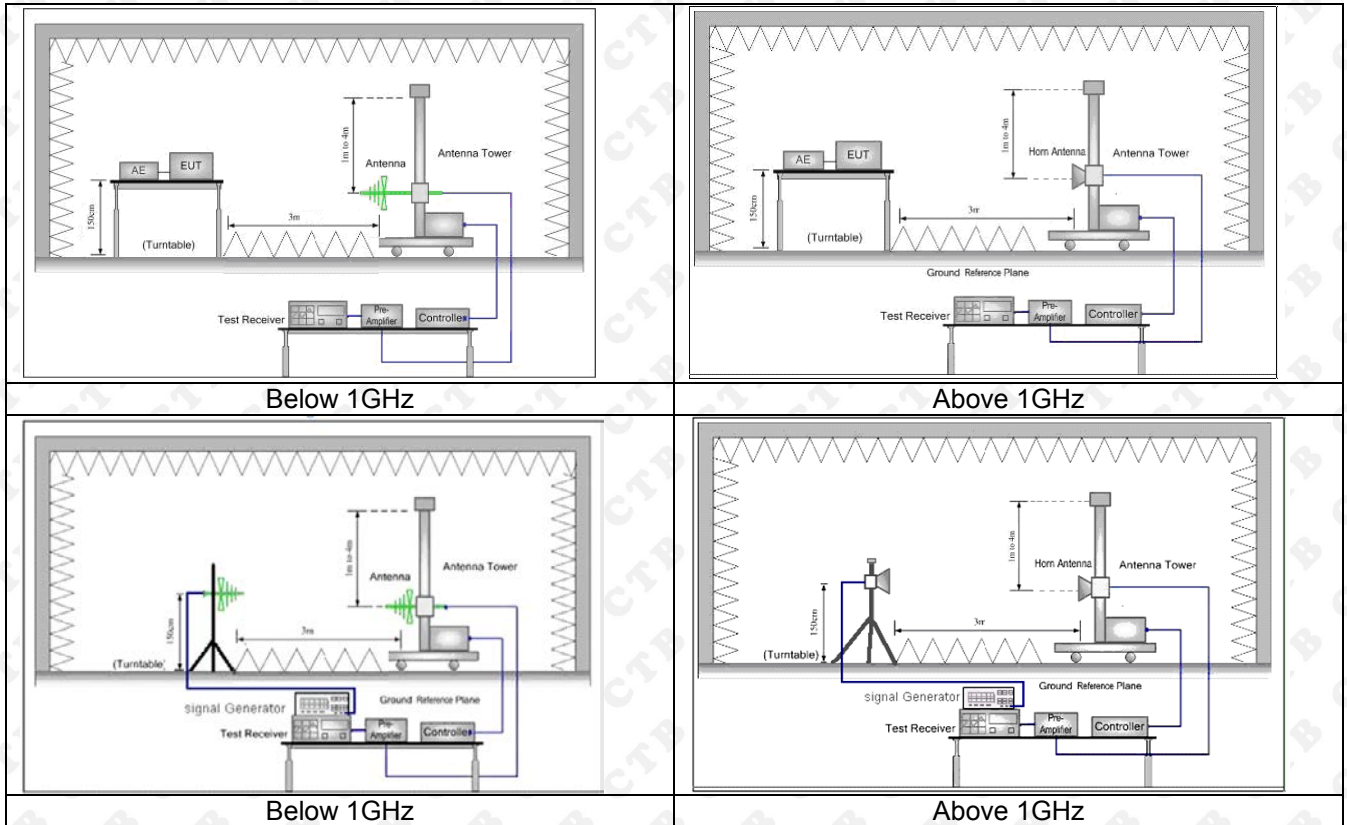 1m to 4m
Antenna
Antenna Tower
AE
EUT
150cm
3m
(Turntable)
Test Receiver
Pre-
Amplifier
Controller
Below 1GHz
1m to 4m
Horn Antenna
Antenna Tower
AE
EUT
150cm
3m
(Turntable)
Ground Reference Plane
Test Receiver
Pre-
Amplifier
Controller
Above 1GHz
1m to 4m
Antenna
Antenna Tower
150cm
3m
(Turntable)
Ground Reference Plane
signal Generator
Test Receiver
Pre-
Amplifier
Controller
Below 1GHz
1m to 4m
Horn Antenna
Antenna Tower
150cm
3m
(Turntable)
Ground Reference Plane
signal Generator
Test Receiver
Pre-
Amplifier
Controller
Above 1GHz
CTB